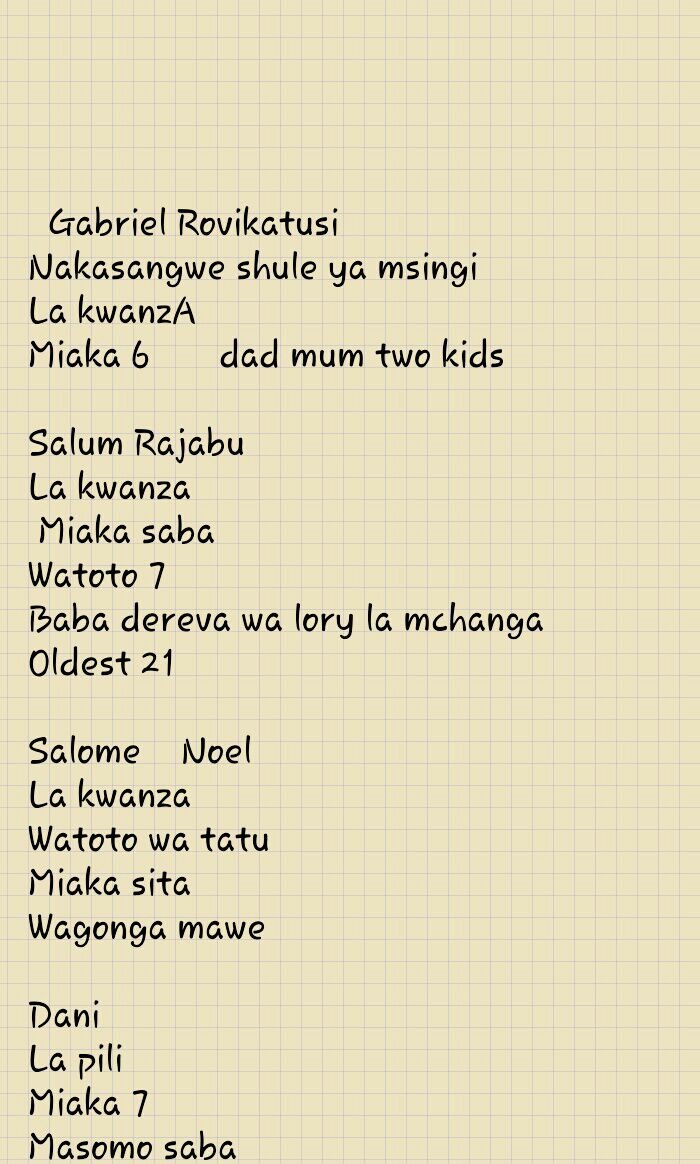 Gabriel Rovikatusi
Nakasangwe shule ya msingi
La kwanzA
Miaka 6 dad mum two kids
Salum Rajabu
La kwanza
Miaka saba
Watoto 7
Baba dereva wa lory la mchanga
Oldest 21
Salome Noel
La kwanza
Watoto wa tatu
Miaka sita
Wagonga mawe
Dani
La pili
Miaka 7
Masomo saba